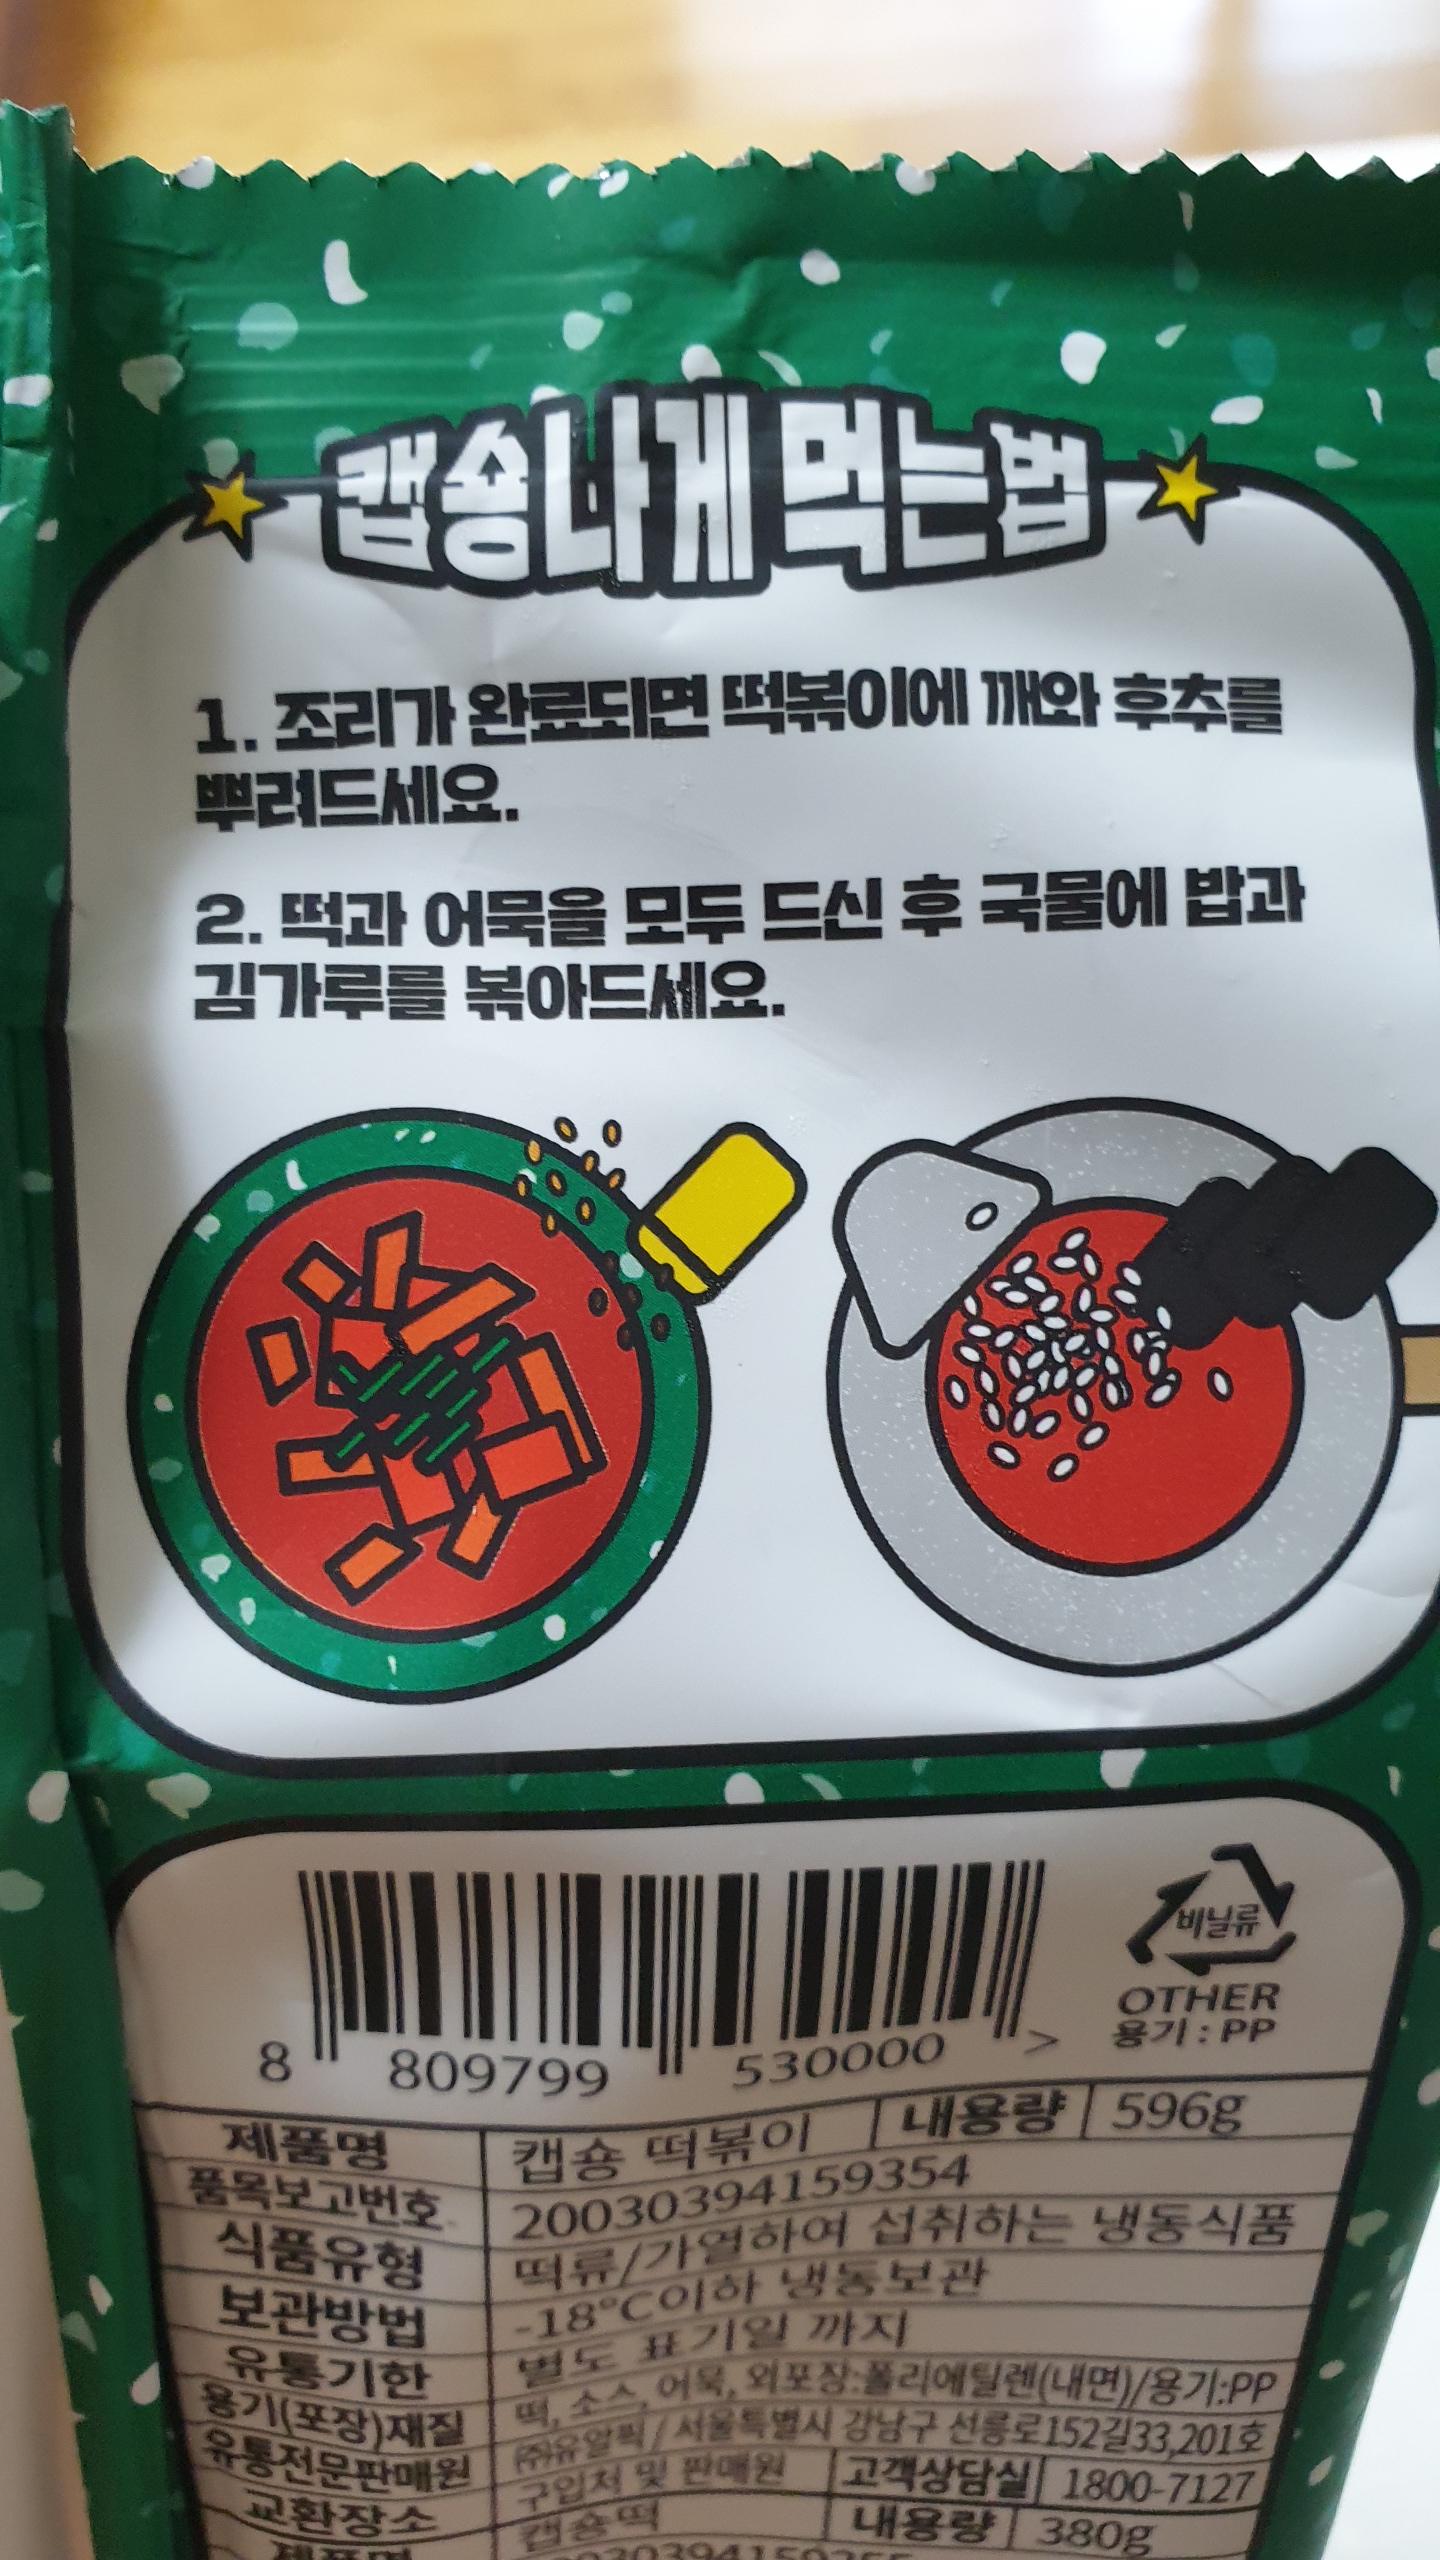 캡숑나게 먹는법
1. 조리가 완료되면 떡볶이에 깨와 후추를
뿌려드세요.
2. 떡과 어묵을 모두 드신 후 국물에 밥과
김가루를 볶아드세요.
비닐류
OTHER
용기 : PP
8 809799 530000 >
제품명 캡숑 떡볶이 내용량 596g
품목보고번호 20030394159354
식품유형 떡류/가열하여 섭취하는 냉동식품
보관방법 -18°C이하 냉동보관
유통기한 별도 표기일 까지
용기(포장)재질 떡, 소스, 어묵, 외포장:폴리에틸렌(내면)/용기:PP
유통전문판매원 ㈜유알픽 / 서울특별시 강남구 선릉로152길33,201호
교환장소 구입처 및 판매원 고객상담실 1800-7127
제품명 캡숑떡 내용량 380g